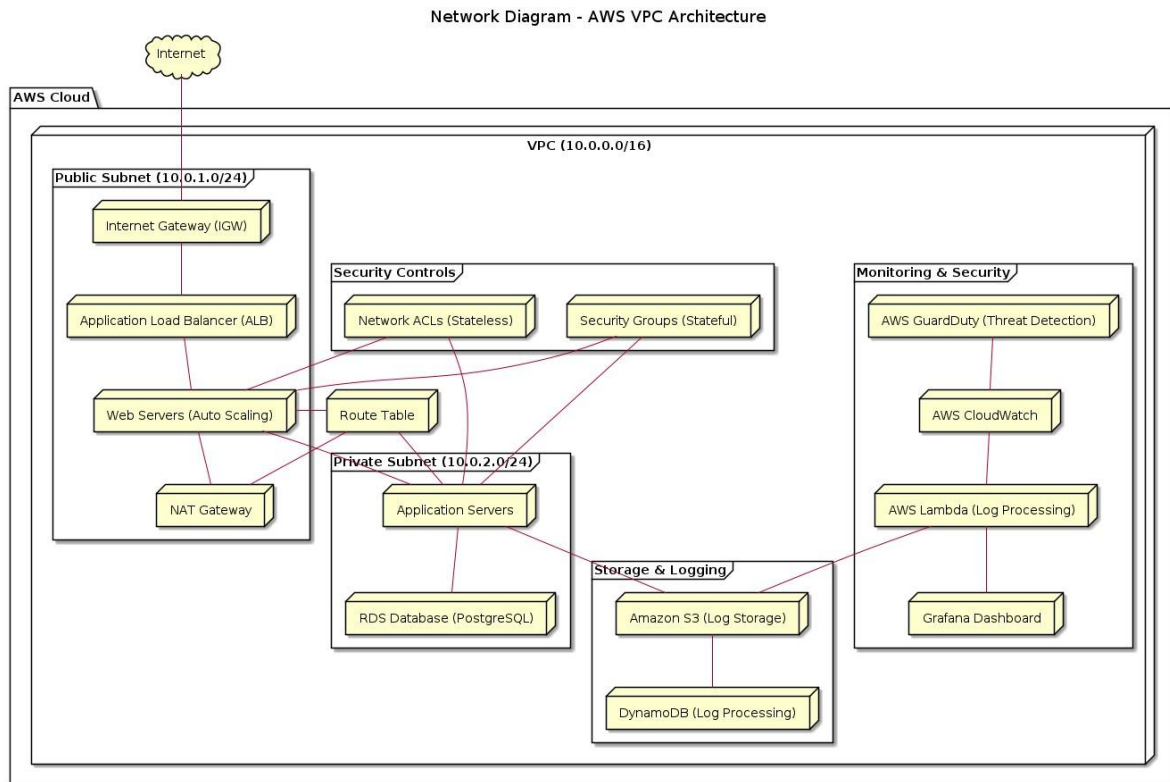 Network Diagram - AWS VPC Architecture
Internet
AWS Cloud
VPC (10.0.0.0/16)
Public Subnet (10.0.1.0/24)
Internet Gateway (IGW)
Application Load Balancer (ALB)
Web Servers (Auto Scaling)
NAT Gateway
Security Controls
Network ACLs (Stateless)
Security Groups (Stateful)
Route Table
Private Subnet (10.0.2.0/24)
Application Servers
RDS Database (PostgreSQL)
Storage & Logging
Amazon S3 (Log Storage)
DynamoDB (Log Processing)
Monitoring & Security
AWS GuardDuty (Threat Detection)
AWS CloudWatch
AWS Lambda (Log Processing)
Grafana Dashboard